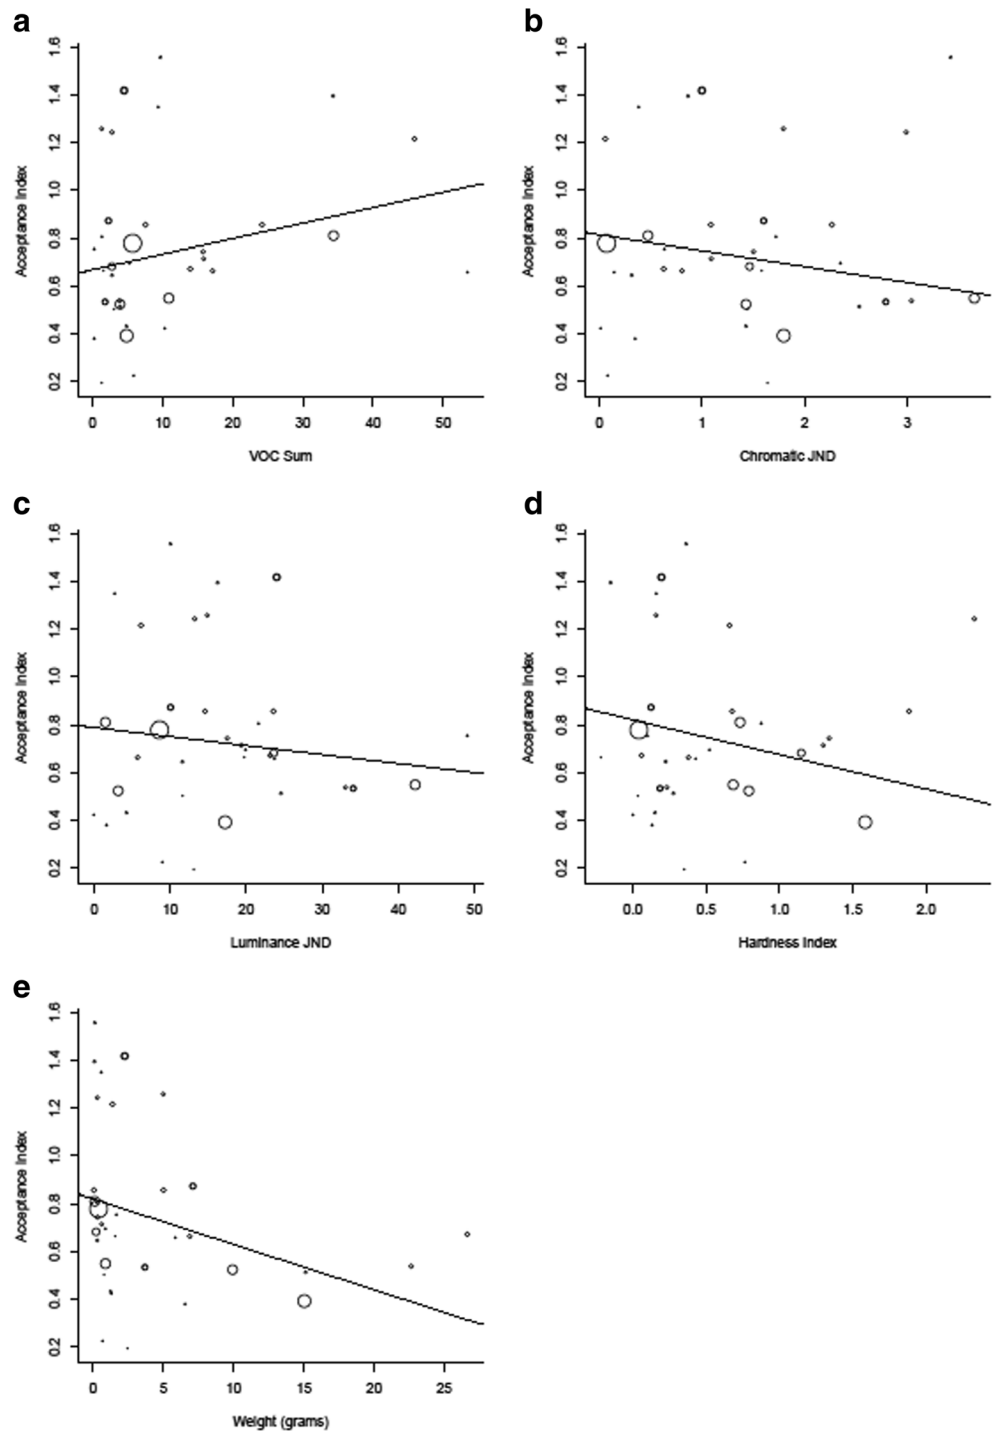 a
1.6
1.4
1.2
1.0
0.8
0.6
0.4
0.2
Acceptance Index
0 10 20 30 40 50
VOC Sum
b
1.6
1.4
1.2
1.0
0.8
0.6
0.4
0.2
Acceptance Index
0 1 2 3
Chromatic JND
c
1.6
1.4
1.2
1.0
0.8
0.6
0.4
0.2
Acceptance Index
0 10 20 30 40 50
Luminance JND
d
1.6
1.4
1.2
1.0
0.8
0.6
0.4
0.2
Acceptance Index
0.0 0.5 1.0 1.5 2.0
Hardness Index
e
1.6
1.4
1.2
1.0
0.8
0.6
0.4
0.2
Acceptance Index
0 5 10 15 20 25
Weight (grams)